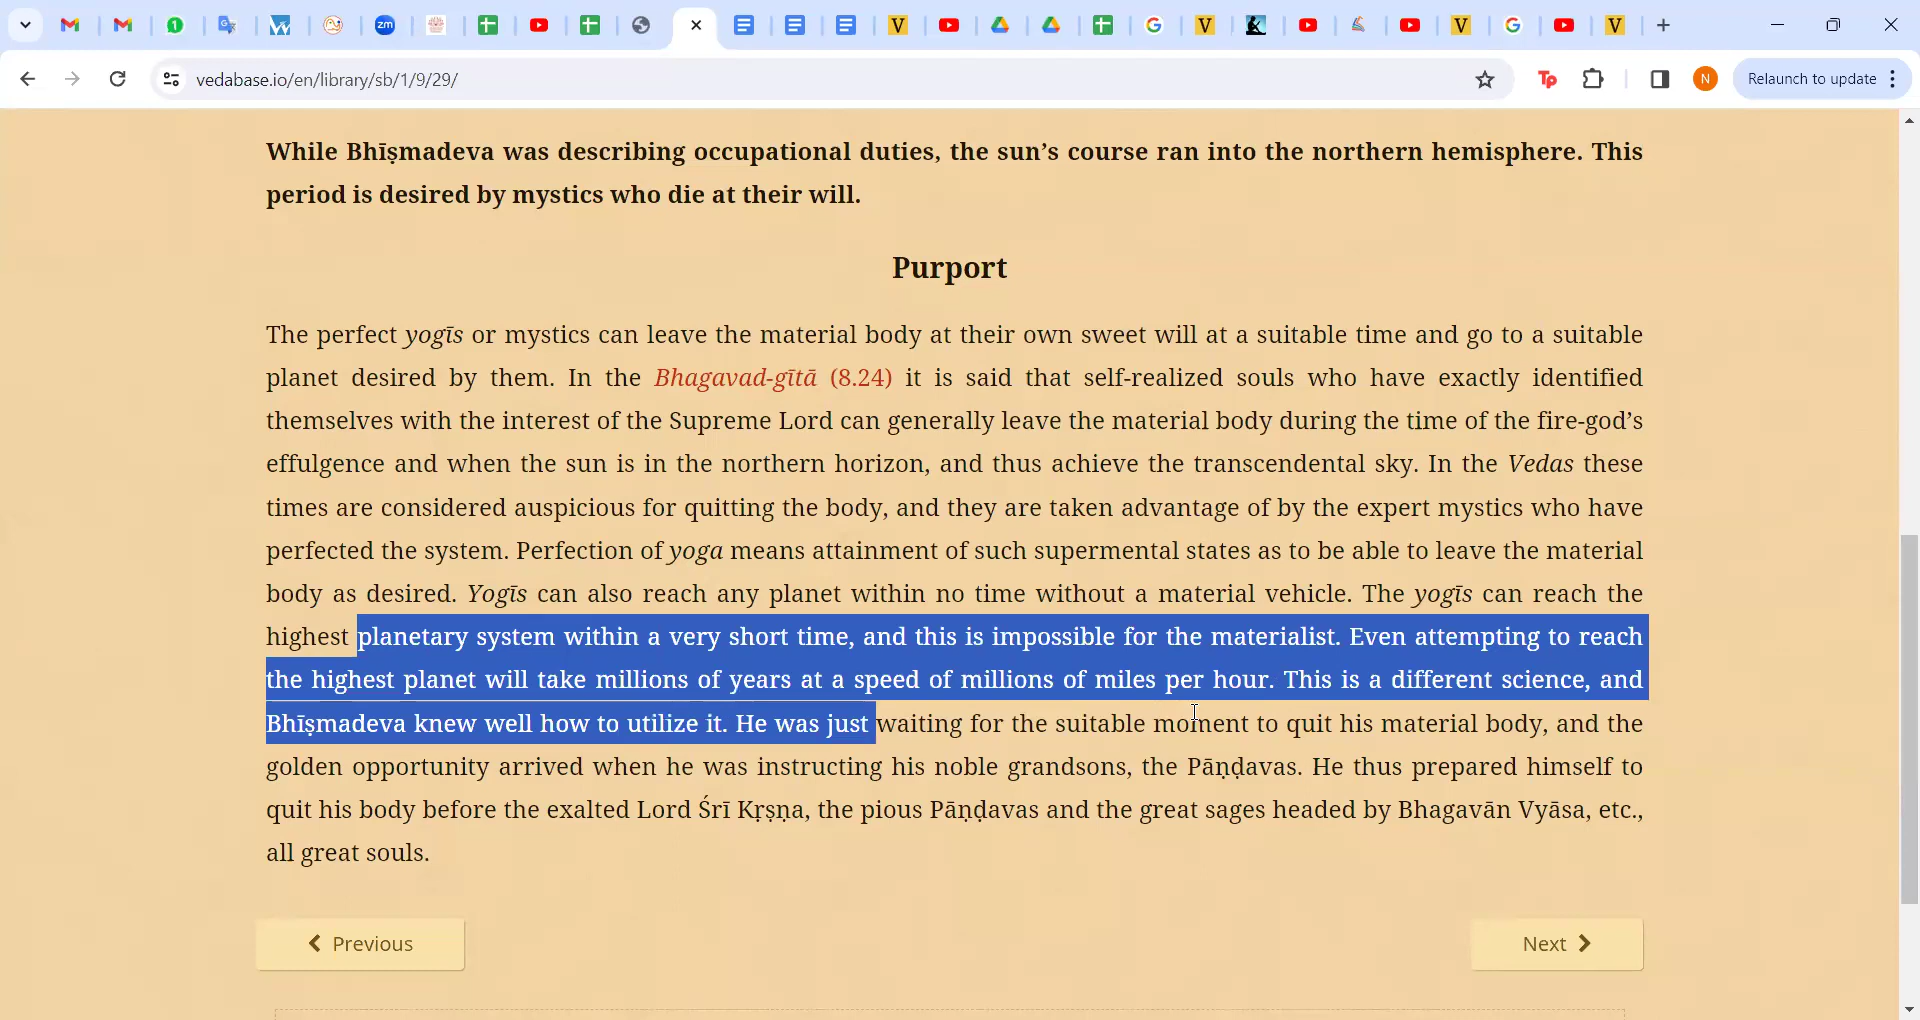 vedabase.io/en/library/sb/1/9/29/
Tp
N
Relaunch to update
While Bhīṣmadeva was describing occupational duties, the sun’s course ran into the northern hemisphere. This
period is desired by mystics who die at their will.
Purport
The perfect yogīs or mystics can leave the material body at their own sweet will at a suitable time and go to a suitable
planet desired by them. In the Bhagavad-gītā (8.24) it is said that self-realized souls who have exactly identified
themselves with the interest of the Supreme Lord can generally leave the material body during the time of the fire-god’s
effulgence and when the sun is in the northern horizon, and thus achieve the transcendental sky. In the Vedas these
times are considered auspicious for quitting the body, and they are taken advantage of by the expert mystics who have
perfected the system. Perfection of yoga means attainment of such supermental states as to be able to leave the material
body as desired. Yogīs can also reach any planet within no time without a material vehicle. The yogīs can reach the
highest planetary system within a very short time, and this is impossible for the materialist. Even attempting to reach
the highest planet will take millions of years at a speed of millions of miles per hour. This is a different science, and
Bhīṣmadeva knew well how to utilize it. He was just waiting for the suitable moment to quit his material body, and the
golden opportunity arrived when he was instructing his noble grandsons, the Pāṇḍavas. He thus prepared himself to
quit his body before the exalted Lord Śrī Kṛṣṇa, the pious Pāṇḍavas and the great sages headed by Bhagavān Vyāsa, etc.,
all great souls.
Previous
Next